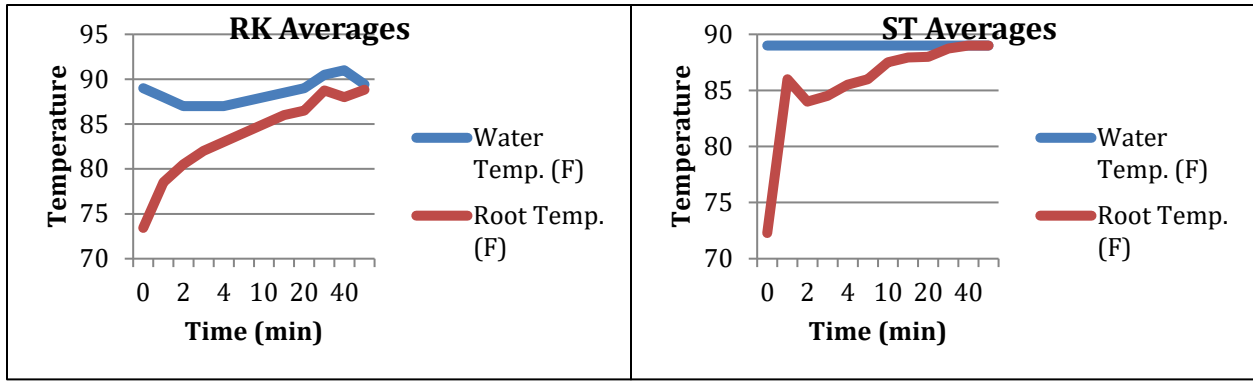 RK Averages
95
90
85
80
75
70
Temperature
0 2 4 10 20 40
Time (min)
Water
Temp. (F)
Root Temp.
(F)
ST Averages
90
85
80
75
70
Temperature
0 2 4 10 20 40
Time (min)
Water
Temp. (F)
Root Temp.
(F)